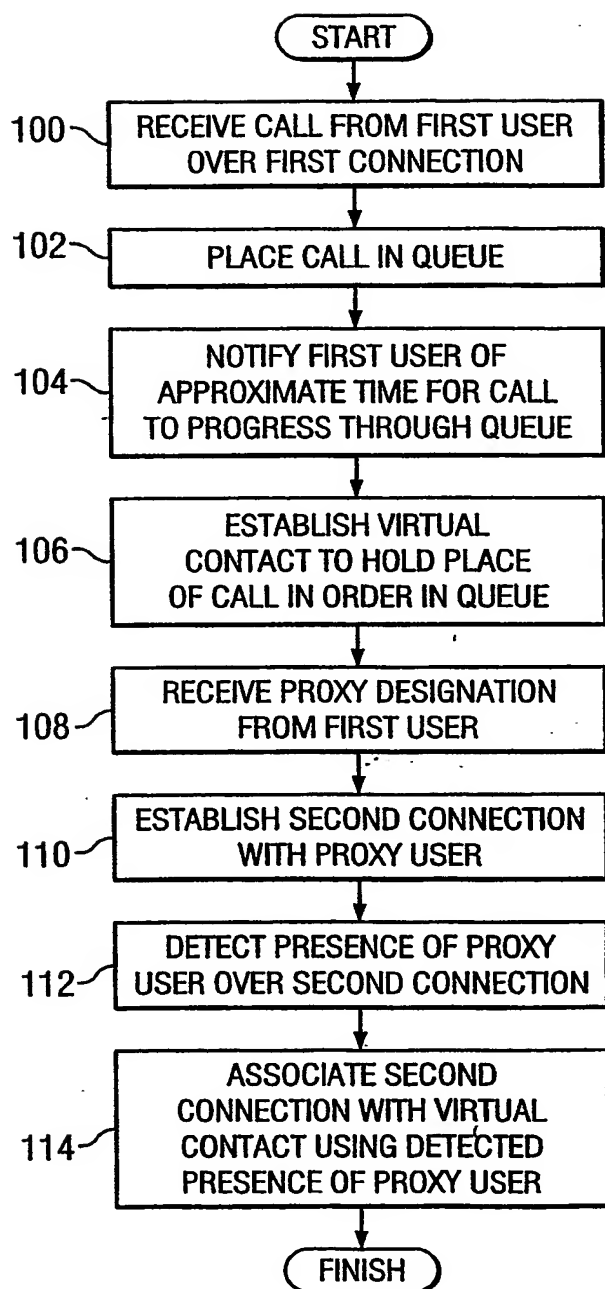 START
100
RECEIVE CALL FROM FIRST USER
OVER FIRST CONNECTION
102
PLACE CALL IN QUEUE
104
NOTIFY FIRST USER OF
APPROXIMATE TIME FOR CALL
TO PROGRESS THROUGH QUEUE
106
ESTABLISH VIRTUAL
CONTACT TO HOLD PLACE
OF CALL IN ORDER IN QUEUE
108
RECEIVE PROXY DESIGNATION
FROM FIRST USER
110
ESTABLISH SECOND CONNECTION
WITH PROXY USER
112
DETECT PRESENCE OF PROXY
USER OVER SECOND CONNECTION
114
ASSOCIATE SECOND
CONNECTION WITH VIRTUAL
CONTACT USING DETECTED
PRESENCE OF PROXY USER
FINISH